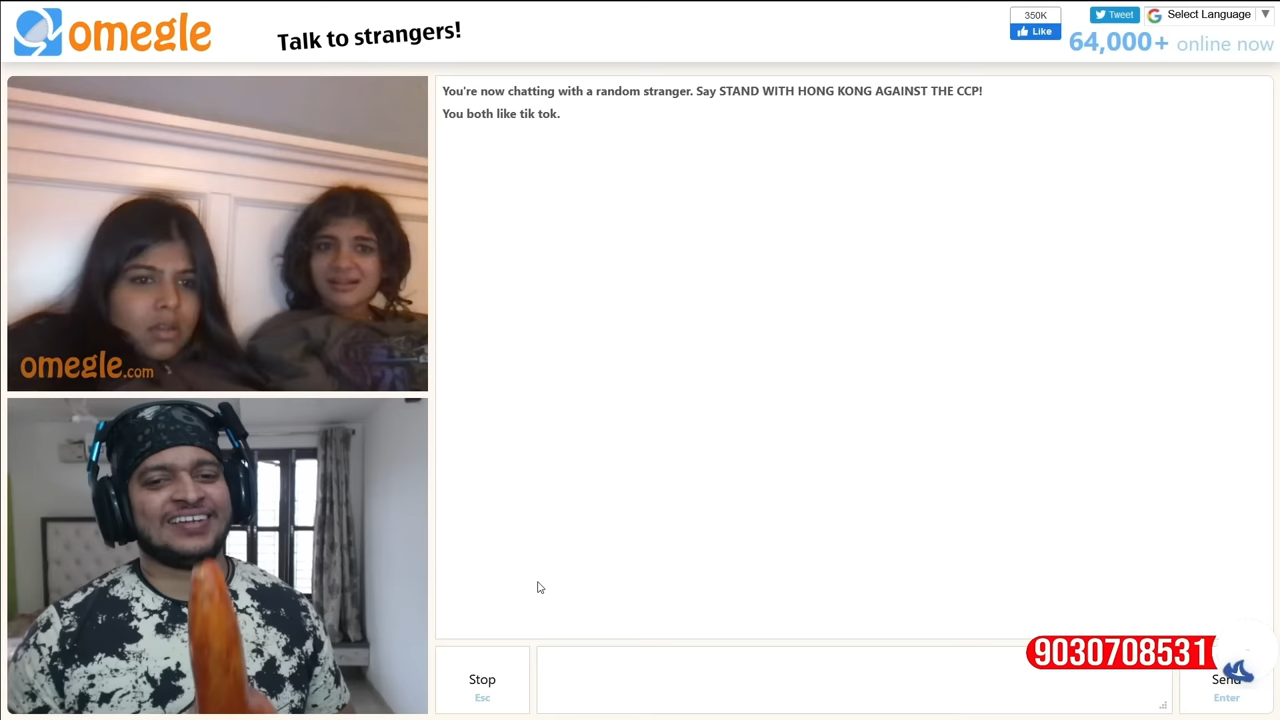 omegle
Talk to strangers!
350K
Like
Tweet
Select Language
64,000+ online now
You're now chatting with a random stranger. Say STAND WITH HONG KONG AGAINST THE CCP!
You both like tik tok.
omegle.com
9030708531
Stop
Esc
Send
Enter